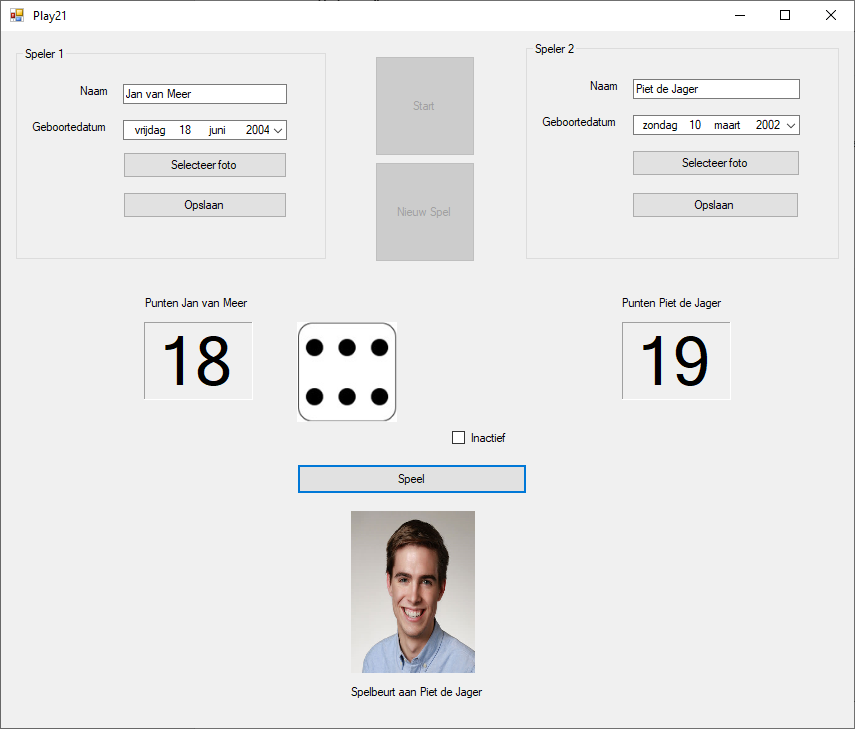 Play21
Speler 1
Naam
Jan van Meer
Geboortedatum
vrijdag 18 juni 2004
Selecteer foto
Opslaan
Start
Nieuw Spel
Speler 2
Naam
Piet de Jager
Geboortedatum
zondag 10 maart 2002
Selecteer foto
Opslaan
Punten Jan van Meer
18
Punten Piet de Jager
19
Inactief
Speel
Spelbeurt aan Piet de Jager